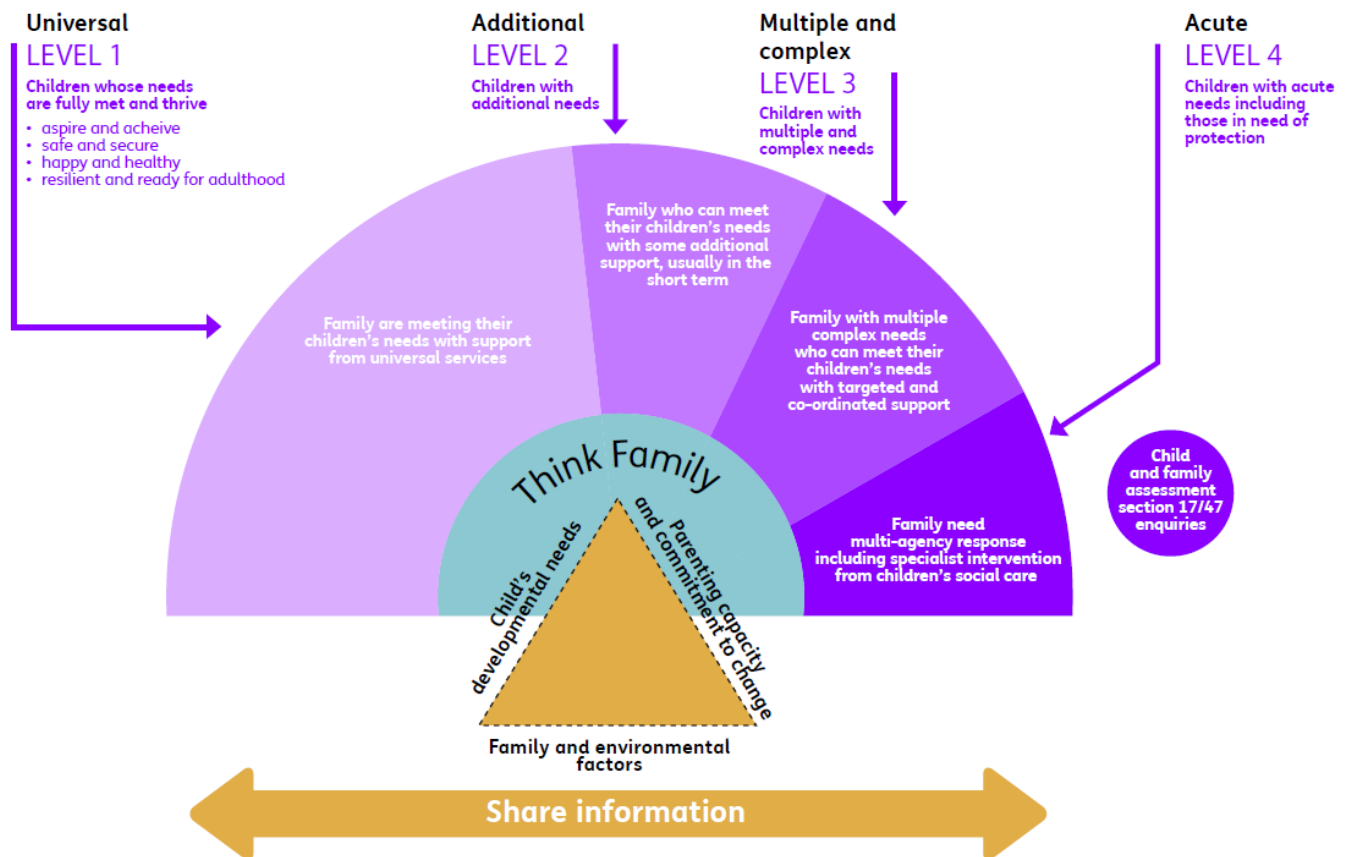 Universal
LEVEL 1
Children whose needs
are fully met and thrive
• aspire and acheive
• safe and secure
• happy and healthy
• resilient and ready for adulthood
Additional
LEVEL 2
Children with
additional needs
Multiple and
complex
LEVEL 3
Children with
multiple and
complex needs
Acute
LEVEL 4
Children with acute
needs including
those in need of
protection
Family are meeting their
children's needs with support
from universal services
Family who can meet
their children's needs
with some additional
support, usually in the
short term
Family with multiple
complex needs
who can meet their
children's needs
with targeted and
co-ordinated support
Family need
multi-agency response
including specialist intervention
from children's social care
Child
and family
assessment
section 17/47
enquiries
Think Family
Child's
developmental needs
Parenting capacity
and commitment to change
Family and environmental
factors
Share information